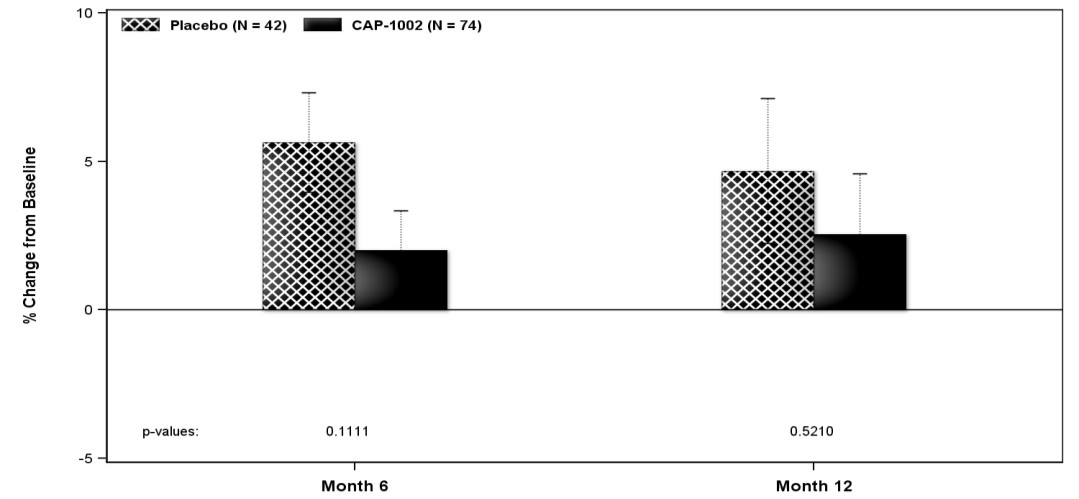 10
Placebo (N = 42) CAP-1002 (N = 74)
5
% Change from Baseline
0
p-values: 0.1111 0.5210
-5
Month 6 Month 12